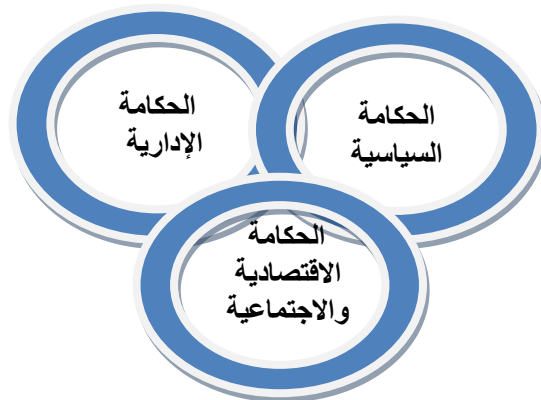 الحكامة
السياسية
الحكامة
الإدارية
الحكامة
الاقتصادية
والاجتماعية